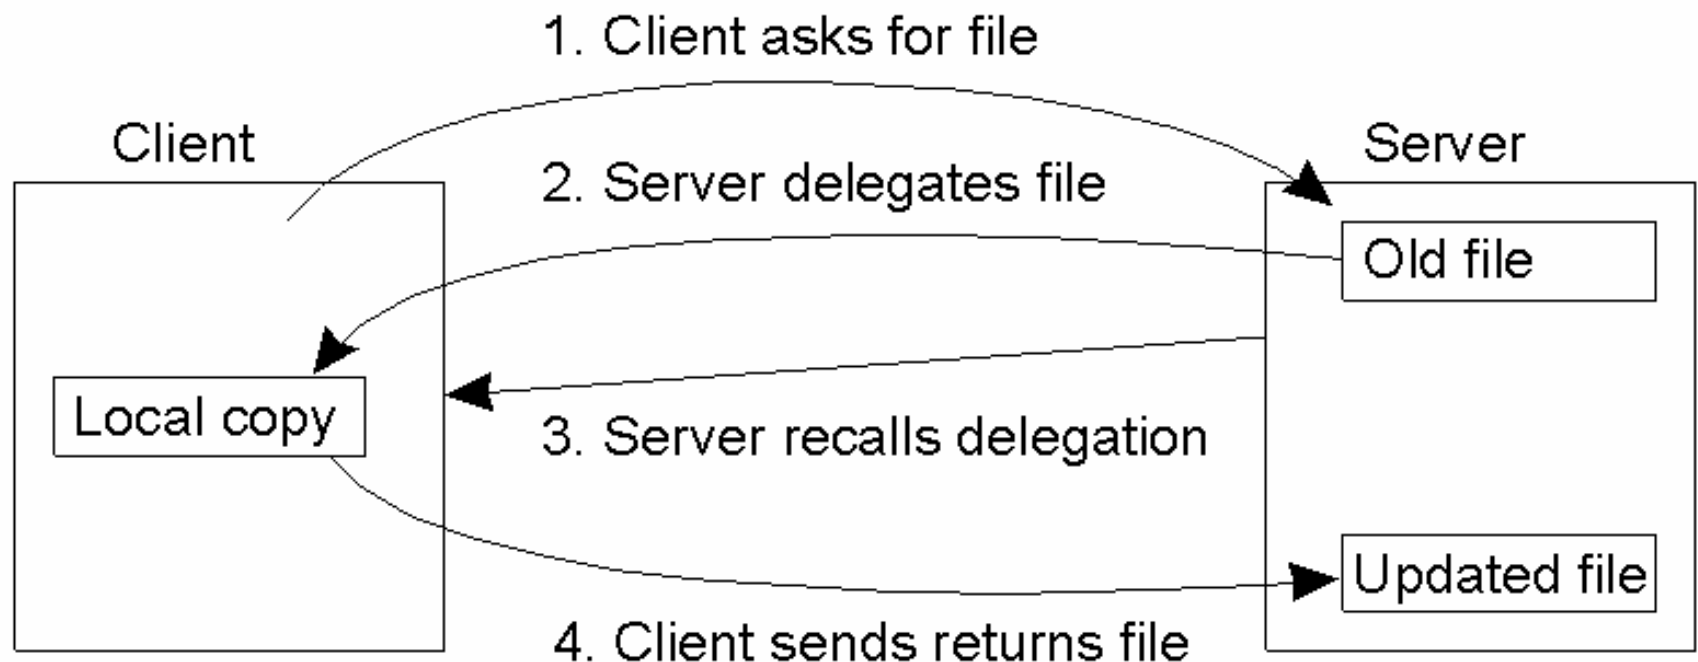 1. Client asks for file
Client
Server
2. Server delegates file
Old file
Local copy
3. Server recalls delegation
Updated file
4. Client sends returns file